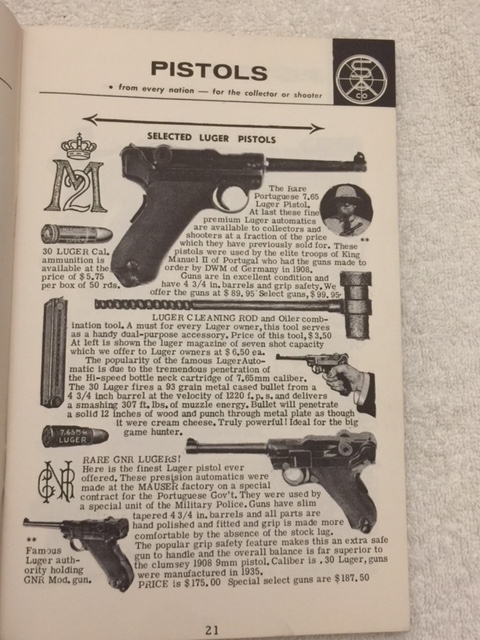 PISTOLS
• from every nation — for the collector or shooter
SELECTED LUGER PISTOLS
The Rare
Portuguese 7.65
Luger Pistol.
At last these fine
premium Luger automatics
are available to collectors and
shooters at a fraction of the price
which they have previously sold for. These
pistols were used by the elite troops of King
Manuel II of Portugal who had the guns made to
order by DWM of Germany in 1908.
Guns are in excellent condition and
have 4 3/4 in. barrels and grip safety. We
offer the guns at $89.95 Select guns, $99.95
**
M2
30 LUGER Cal.
ammunition is
available at the
price of $5.75
per box of 50 rds.
LUGER CLEANING ROD and Oiler comb-
ination tool. A must for every Luger owner, this tool serves
as a handy dual-purpose accessory. Price of this tool, $3.50
At left is shown the luger magazine of seven shot capacity
which we offer to Luger owners at $6.50 ea.
The popularity of the famous LugerAuto-
matic is due to the tremendous penetration of
the Hi-speed bottle neck cartridge of 7.65mm caliber.
The 30 Luger fires a 93 grain metal cased bullet from a
4 3/4 inch barrel at the velocity of 1220 f.p.s. and delivers
a smashing 307 ft. lbs. of muzzle energy. Bullet will penetrate
a solid 12 inches of wood and punch through metal plate as though
it were cream cheese. Truly powerful! Ideal for the big
game hunter.
7.65mm
LUGER
GNR
RARE GNR LUGERS!
Here is the finest Luger pistol ever
offered. These presision automatics were
made at the MAUSER factory on a special
contract for the Portuguese Gov't. They were used by
a special unit of the Military Police. Guns have slim
tapered 4 3/4 in. barrels and all parts are
hand polished and fitted and grip is made more
comfortable by the absence of the stock lug.
The popular grip safety feature makes this an extra safe
gun to handle and the overall balance is far superior to
the clumsey 1908 9mm pistol. Caliber is .30 Luger, guns
were manufactured in 1935.
PRICE is $175.00 Special select guns are $187.50
**
Famous
Luger auth-
ority holding
GNR Mod. gun.
21